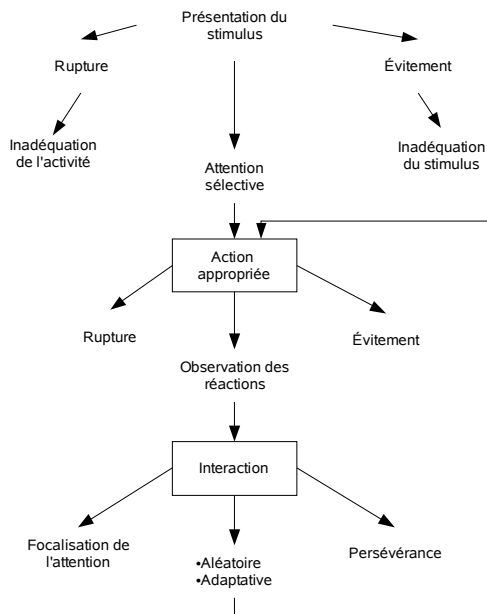 Présentation du
stimulus
Rupture
Évitement
Inadéquation
de l'activité
Inadéquation
du stimulus
Attention
sélective
Action
appropriée
Rupture
Évitement
Observation des
réactions
Interaction
Focalisation de
l'attention
•Aléatoire
•Adaptative
Persévérance